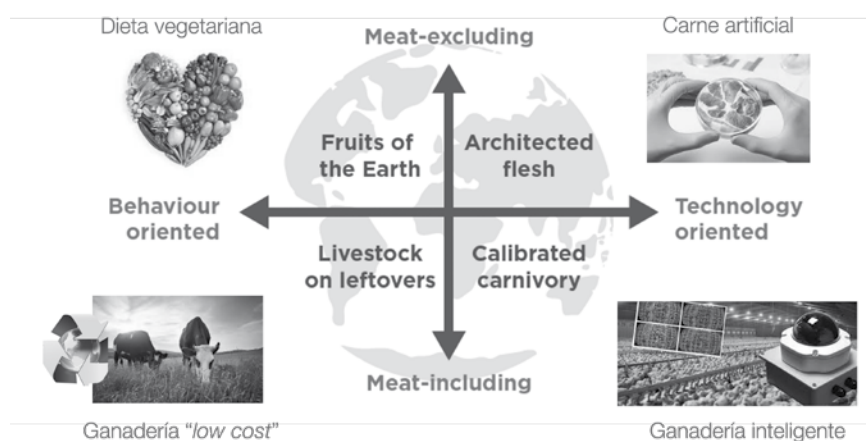 Dieta vegetariana
Meat-excluding
Carne artificial
Fruits of
the Earth
Architected
flesh
Behaviour
oriented
Technology
oriented
Livestock
on leftovers
Calibrated
carnivory
Meat-including
Ganadería “low cost”
Ganadería inteligente